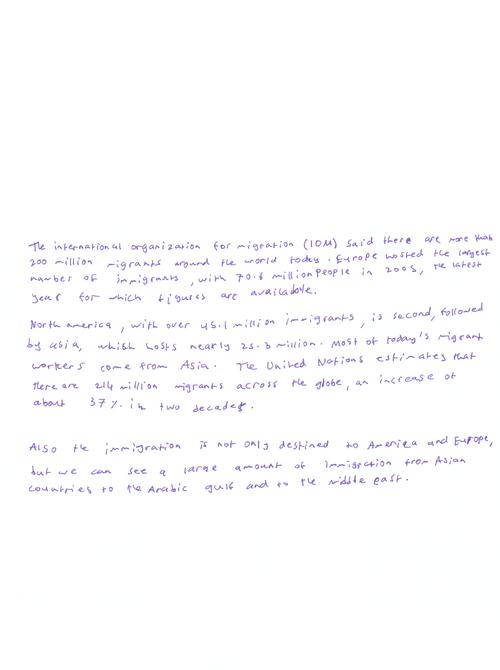 The international organization for migration (IOM) said there are more than
200 million migrants around the world today. Europe hosted the largest
number of immigrants, with 70.6 million People in 2005, the latest
year for which figures are available.
North america, with over 45.1 million immigrants, is second, followed
by asia, which hosts nearly 25.3 million. Most of today's migrant
workers come from Asia. The United Nations estimates that
there are 214 million migrants across the globe, an increase of
about 37% in two decades.
Also the immigration is not only destined to America and Europe,
but we can see a large amount of immigration from Asian
countries to the Arabic gulf and to the middle east.